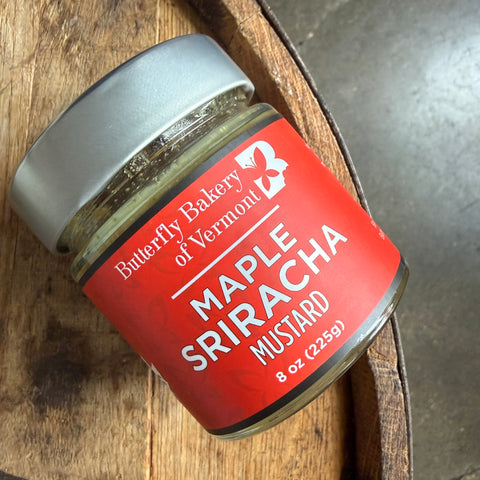 Butterfly Bakery
of Vermont
MAPLE
SRIRACHA
MUSTARD
8 oz (225g)